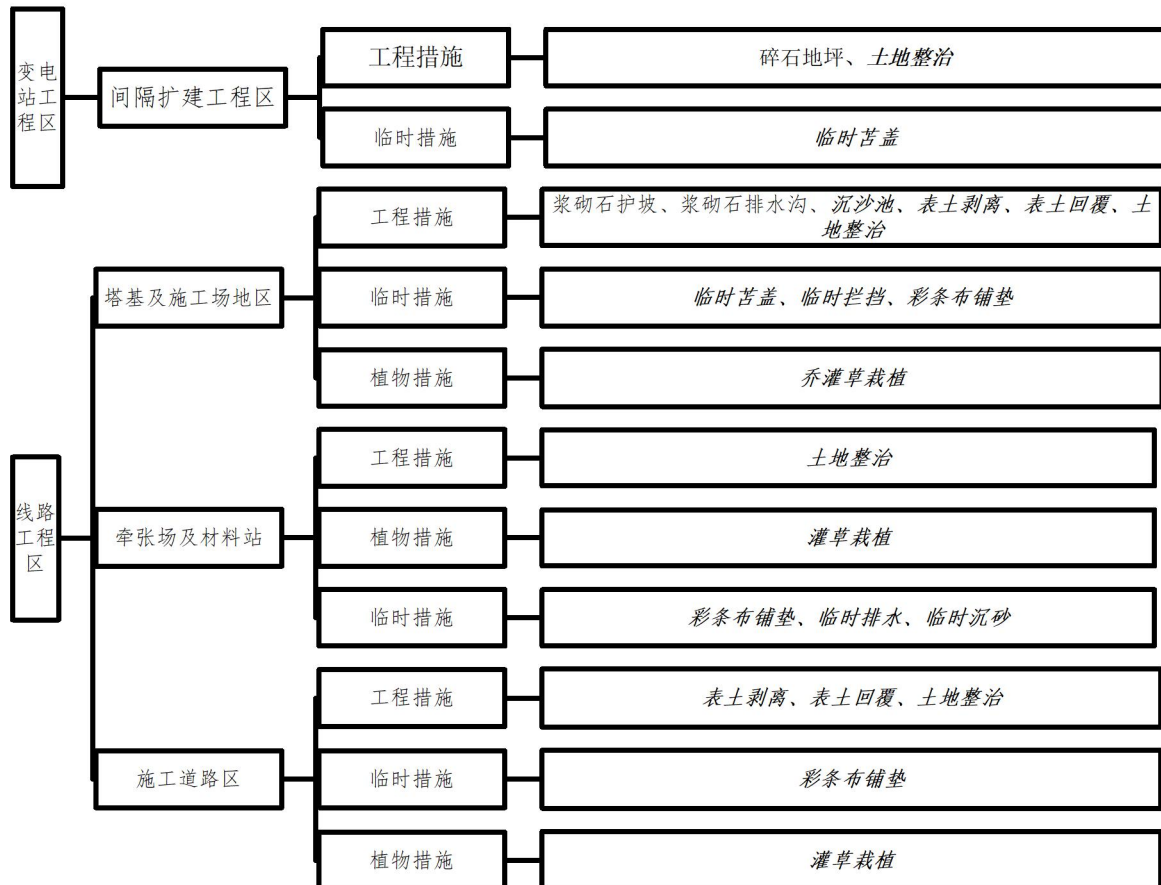 变电
站工
程区
间隔扩建工程区
工程措施
碎石地坪、土地整治
临时措施
临时苫盖
线路
工程
区
塔基及施工场地区
工程措施
浆砌石护坡、浆砌石排水沟、沉沙池、表土剥离、表土回覆、土
地整治
临时措施
临时苫盖、临时拦挡、彩条布铺垫
植物措施
乔灌草栽植
牵张场及材料站
工程措施
土地整治
植物措施
灌草栽植
临时措施
彩条布铺垫、临时排水、临时沉砂
施工道路区
工程措施
表土剥离、表土回覆、土地整治
临时措施
彩条布铺垫
植物措施
灌草栽植